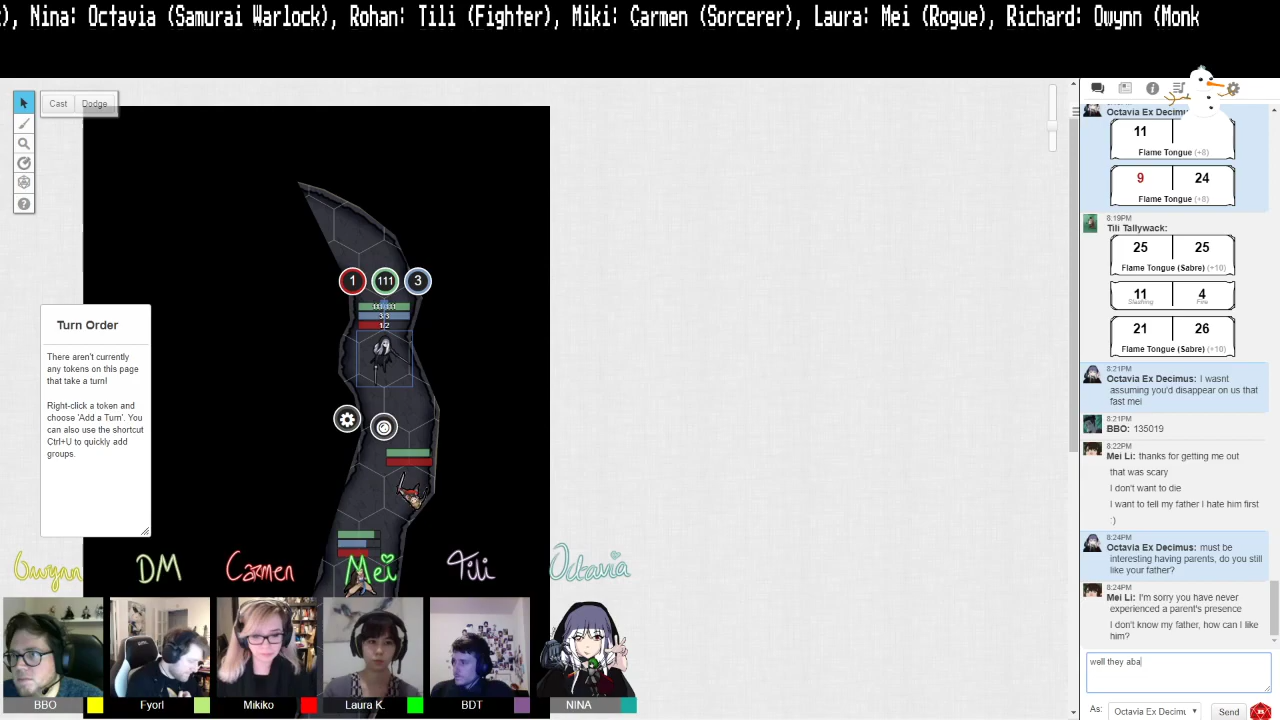 ), Nina: Octavia (Samurai Warlock), Rohan: Tili (Fighter), Miki: Carmen (Sorcerer), Laura: Mei (Rogue), Richard: Owynn (Monk
Cast Dodge
Turn Order
There aren't currently
any tokens on this page
that take a turn!
Right-click a token and
choose 'Add a Turn'. You
can also use the shortcut
Ctrl+U to quickly add
groups.
1 111 3
3/3
1/2
Octavia Ex Decimus:
11
Flame Tongue (+8)
9 24
Flame Tongue (+8)
8:19PM
Tili Tallywack:
25 25
Flame Tongue (Sabre) (+10)
11 4
Slashing Fire
21 26
Flame Tongue (Sabre) (+10)
8:21PM
Octavia Ex Decimus: I wasnt
assuming you'd disappear on us that
fast mei
8:21PM
BBO: 135019
8:22PM
Mei Li: thanks for getting me out
that was scary
I don't want to die
I want to tell my father I hate him first
:)
8:24PM
Octavia Ex Decimus: must be
interesting having parents, do you still
like your father?
8:24PM
Mei Li: I'm sorry you have never
experienced a parent's presence
I don't know my father, how can I like
him?
well they aba
As: Octavia Ex Decimu Send
Owynn DM Carmen Mei Tili Octavia
BBO Fyorl Mikiko Laura K. BDT NINA